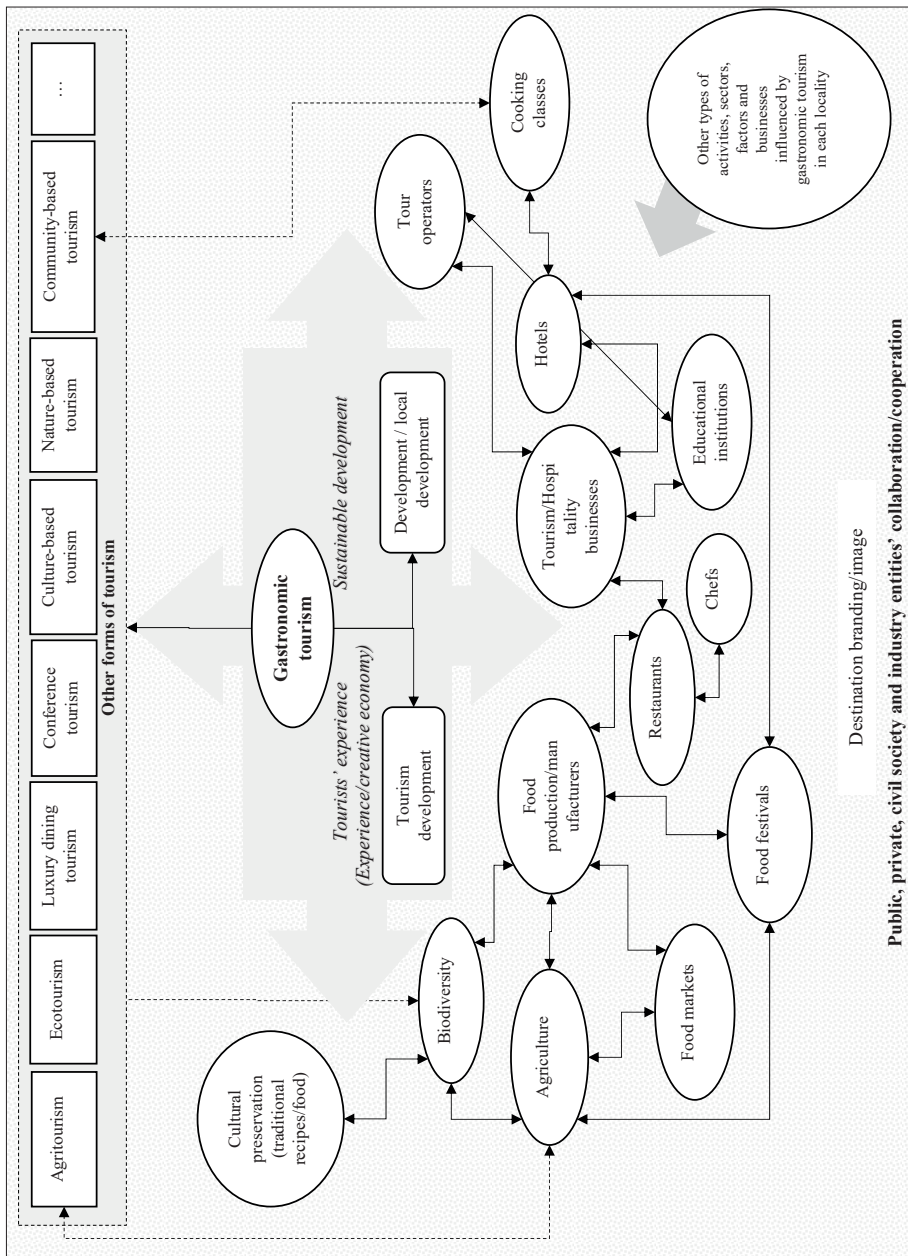 Agritourism
Ecotourism
Luxury dining
tourism
Conference
tourism
Culture-based
tourism
Nature-based
tourism
Community-based
tourism
...
Other forms of tourism
Gastronomic
tourism
Tourists' experience
(Experience/creative economy)
Sustainable development
Tourism
development
Development / local
development
Cultural
preservation
(traditional
recipes/food)
Biodiversity
Agriculture
Food markets
Food
production/man
ufacturers
Food festivals
Restaurants
Chefs
Tourism/Hospi
tality
businesses
Educational
institutions
Hotels
Tour
operators
Cooking
classes
Other types of
activities, sectors,
factors and
businesses
influenced by
gastronomic tourism
in each locality
Destination branding/image
Public, private, civil society and industry entities' collaboration/cooperation